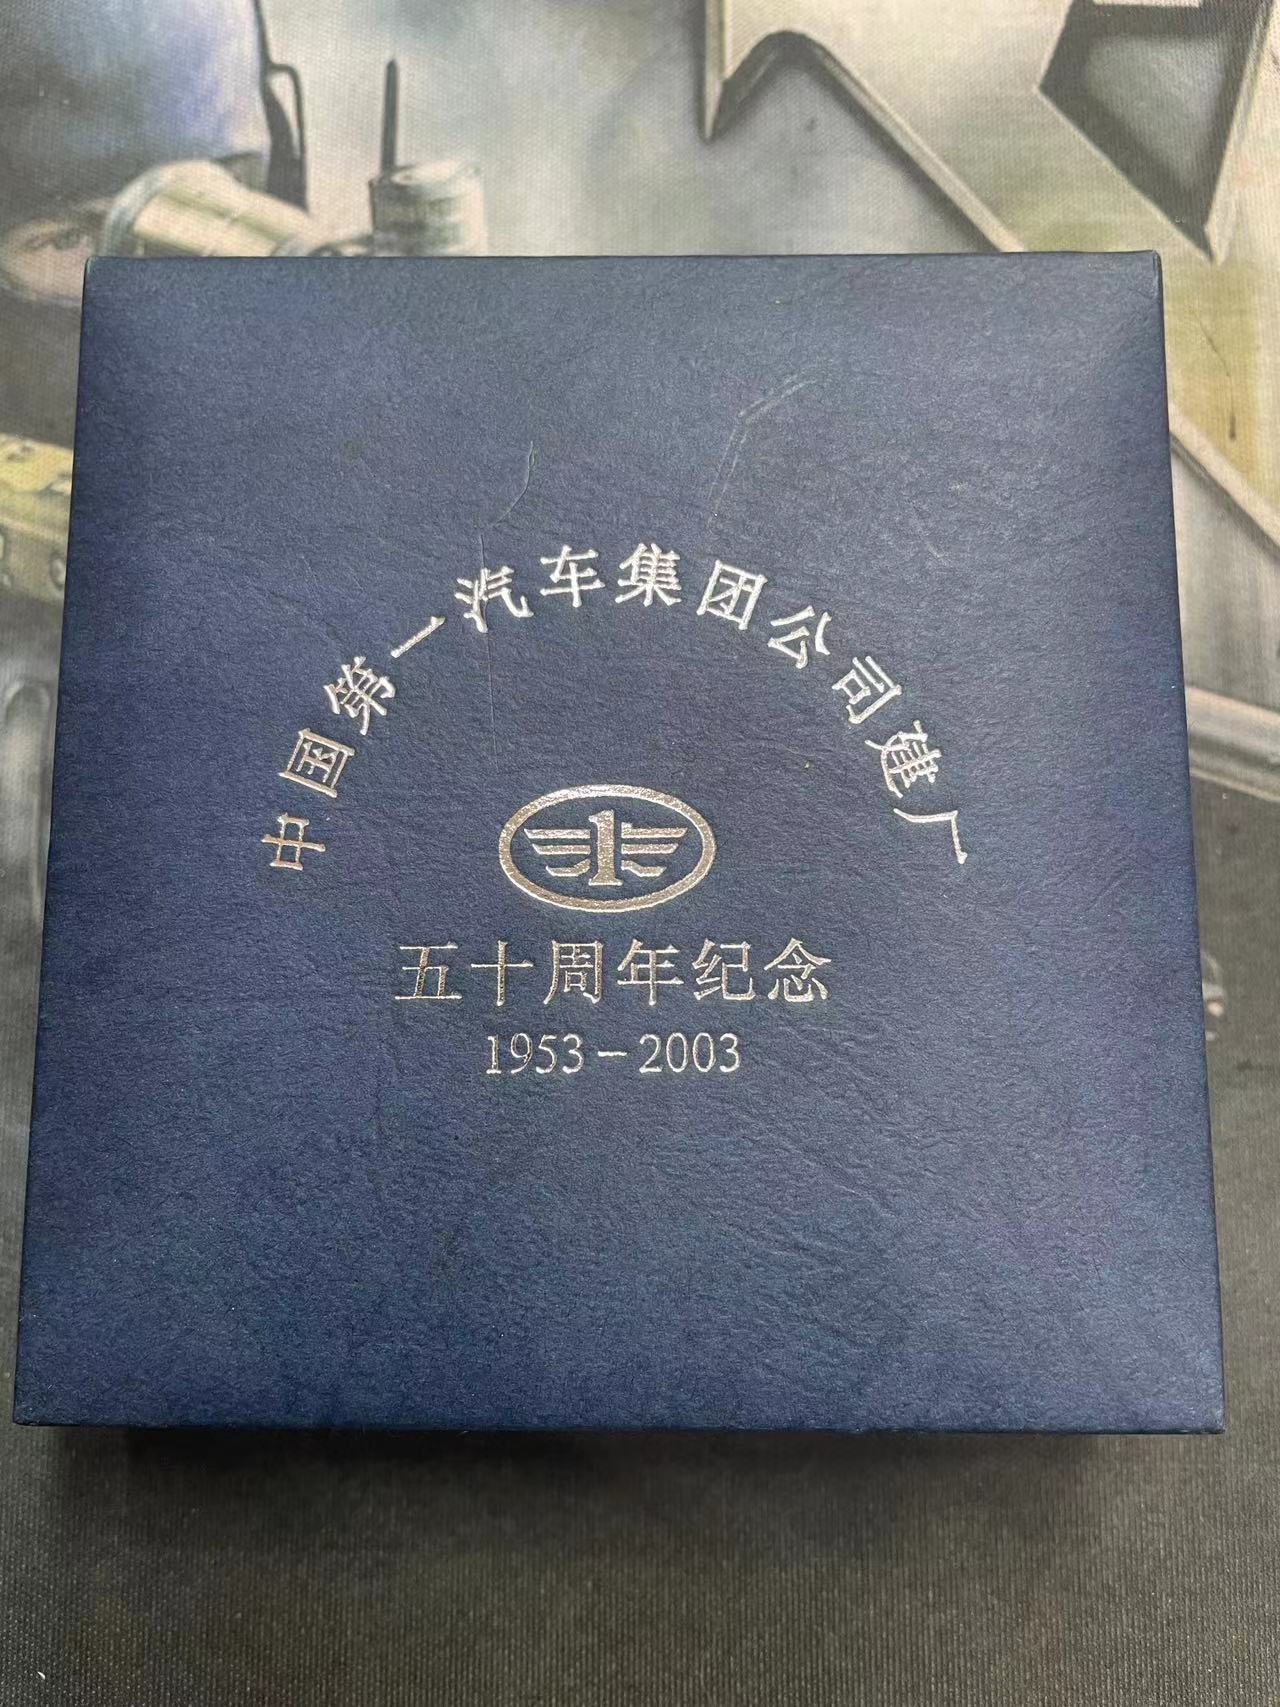 中国第一汽车集团公司建厂
1
五十周年纪念
1953-2003